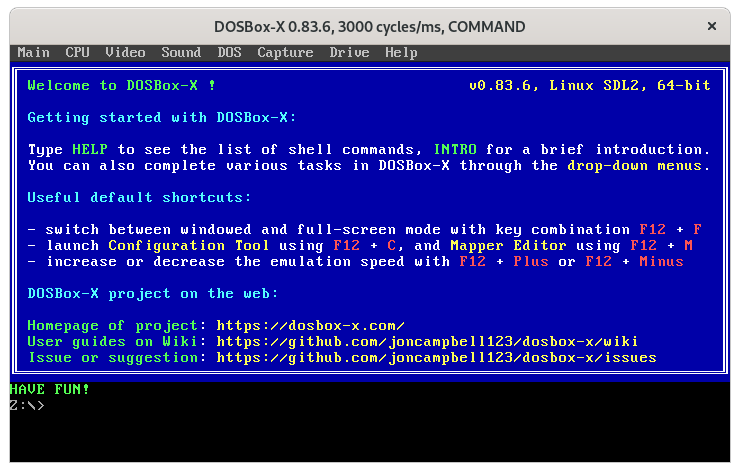 DOSBox-X 0.83.6, 3000 cycles/ms, COMMAND ×
Main CPU Video Sound DOS Capture Drive Help
Welcome to DOSBox-X ! v0.83.6, Linux SDL2, 64-bit
Getting started with DOSBox-X:
Type HELP to see the list of shell commands, INTRO for a brief introduction.
You can also complete various tasks in DOSBox-X through the drop-down menus.
Useful default shortcuts:
- switch between windowed and full-screen mode with key combination F12 + F
- launch Configuration Tool using F12 + C, and Mapper Editor using F12 + M
- increase or decrease the emulation speed with F12 + Plus or F12 + Minus
DOSBox-X project on the web:
Homepage of project: https://dosbox-x.com/
User guides on Wiki: https://github.com/joncampbell123/dosbox-x/wiki
Issue or suggestion: https://github.com/joncampbell123/dosbox-x/issues
HAVE FUN!
Z:\>